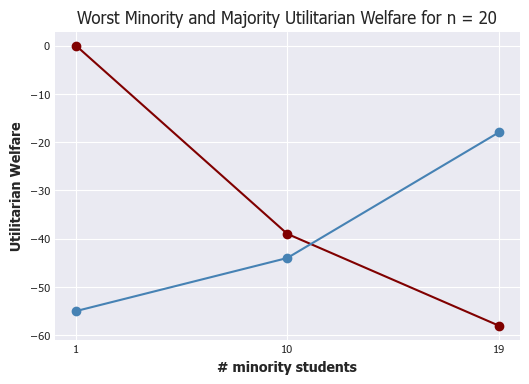 Worst Minority and Majority Utilitarian Welfare for n = 20
0
−10
−20
−30
−40
−50
−60
Utilitarian Welfare
1 10 19
# minority students